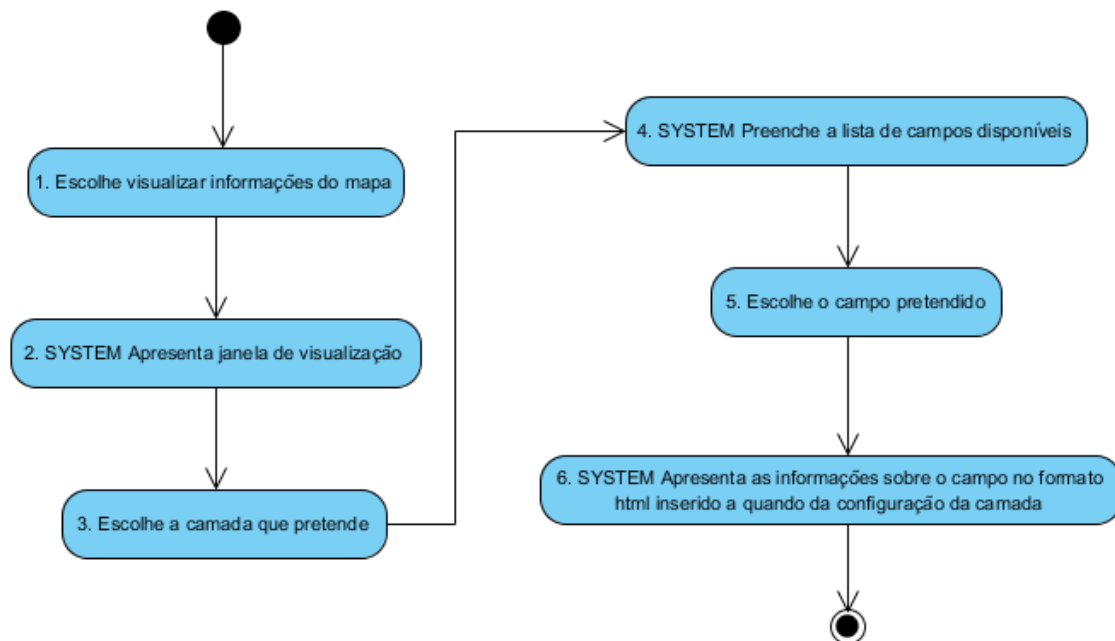 1. Escolhe visualizar informações do mapa
2. SYSTEM Apresenta janela de visualização
3. Escolhe a camada que pretende
4. SYSTEM Preenche a lista de campos disponíveis
5. Escolhe o campo pretendido
6. SYSTEM Apresenta as informações sobre o campo no formato
html inserido a quando da configuração da camada